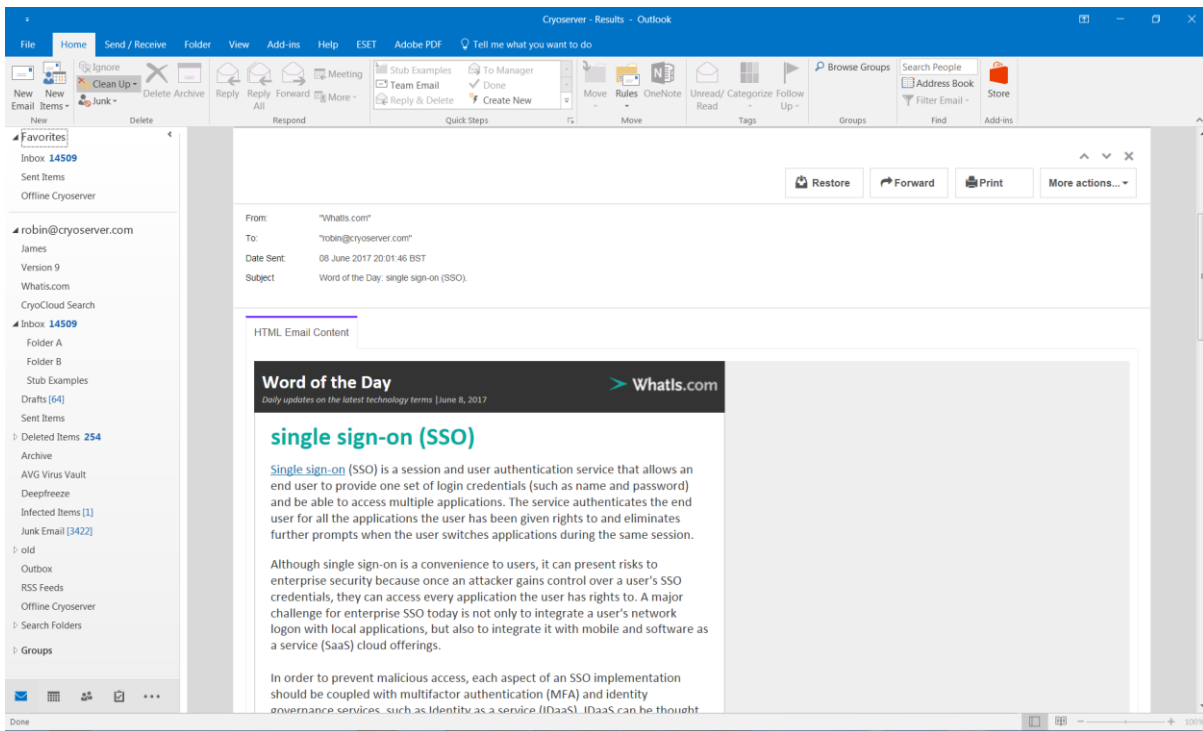 Cryoserver - Results - Outlook
File Home Send / Receive Folder View Add-ins Help ESET Adobe PDF Tell me what you want to do
New Email
New Items
New
Ignore
Clean Up
Junk
Delete Archive
Delete
Reply Reply All Forward
Meeting
More
Respond
Stub Examples
Team Email
Reply & Delete
To Manager
Done
Create New
Quick Steps
Move Rules OneNote
Move
Unread/ Read
Categorize
Follow Up
Tags
Browse Groups
Groups
Search People
Address Book
Filter Email
Find
Store
Add-ins
Favorites
Inbox 14509
Sent Items
Offline Cryoserver
robin@cryoserver.com
James
Version 9
Whatis.com
CryoCloud Search
Inbox 14509
Folder A
Folder B
Stub Examples
Drafts [64]
Sent Items
Deleted Items 254
Archive
AVG Virus Vault
Deepfreeze
Infected Items [1]
Junk Email [3422]
old
Outbox
RSS Feeds
Offline Cryoserver
Search Folders
Groups
Restore Forward Print More actions...
From: "WhatIs.com"
To: "robin@cryoserver.com"
Date Sent: 08 June 2017 20:01:46 BST
Subject Word of the Day: single sign-on (SSO).
HTML Email Content
Word of the Day
WhatIs.com
Daily updates on the latest technology terms |June 8, 2017
single sign-on (SSO)
Single sign-on (SSO) is a session and user authentication service that allows an
end user to provide one set of login credentials (such as name and password)
and be able to access multiple applications. The service authenticates the end
user for all the applications the user has been given rights to and eliminates
further prompts when the user switches applications during the same session.
Although single sign-on is a convenience to users, it can present risks to
enterprise security because once an attacker gains control over a user's SSO
credentials, they can access every application the user has rights to. A major
challenge for enterprise SSO today is not only to integrate a user's network
logon with local applications, but also to integrate it with mobile and software as
a service (SaaS) cloud offerings.
In order to prevent malicious access, each aspect of an SSO implementation
should be coupled with multifactor authentication (MFA) and identity
governance services, such as Identity as a service (IDaaS). IDaaS can be thought
Done
100%